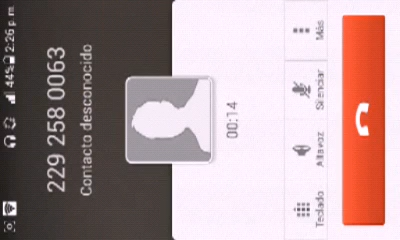 44% 2:26 p.m.
229 258 0063
Contacto desconocido
00:14
Teclado
Altavoz
Silenciar
Más